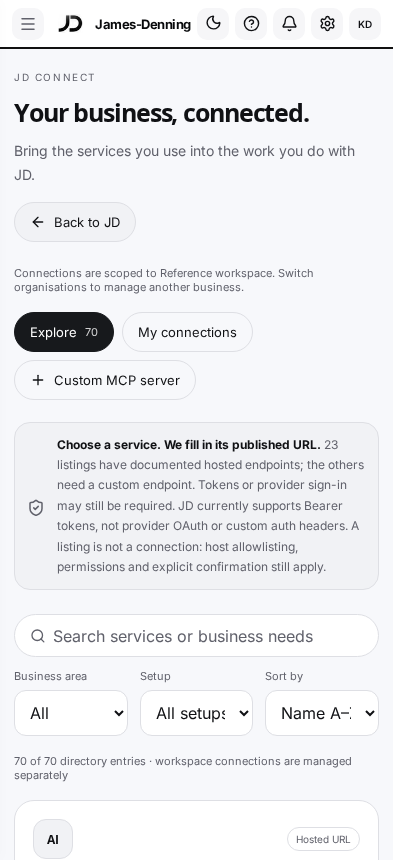 JD James-Denning KD
JD CONNECT
Your business, connected.
Bring the services you use into the work you do with
JD.
Back to JD
Connections are scoped to Reference workspace. Switch
organisations to manage another business.
Explore 70 My connections
Custom MCP server
Choose a service. We fill in its published URL. 23
listings have documented hosted endpoints; the others
need a custom endpoint. Tokens or provider sign-in
may still be required. JD currently supports Bearer
tokens, not provider OAuth or custom auth headers. A
listing is not a connection: host allowlisting,
permissions and explicit confirmation still apply.
Search services or business needs
Business area Setup Sort by
All All setups Name A–
70 of 70 directory entries · workspace connections are managed
separately
AI Hosted URL